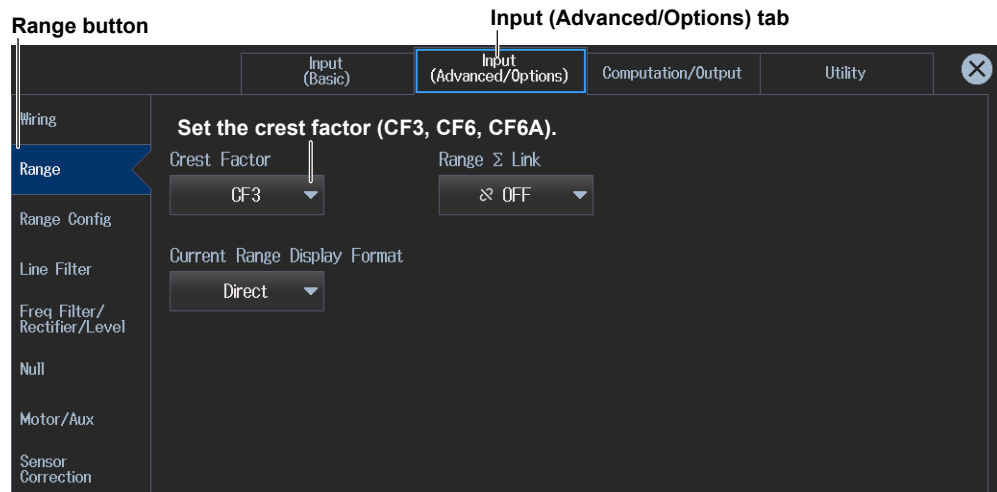 Range button
Input (Advanced/Options) tab
Input
(Basic)
Input
(Advanced/Options)
Computation/Output
Utility
Wiring
Set the crest factor (CF3, CF6, CF6A).
Range
Crest Factor
Range Σ Link
CF3
OFF
Range Config
Current Range Display Format
Line Filter
Direct
Freq Filter/
Rectifier/Level
Null
Motor/Aux
Sensor
Correction